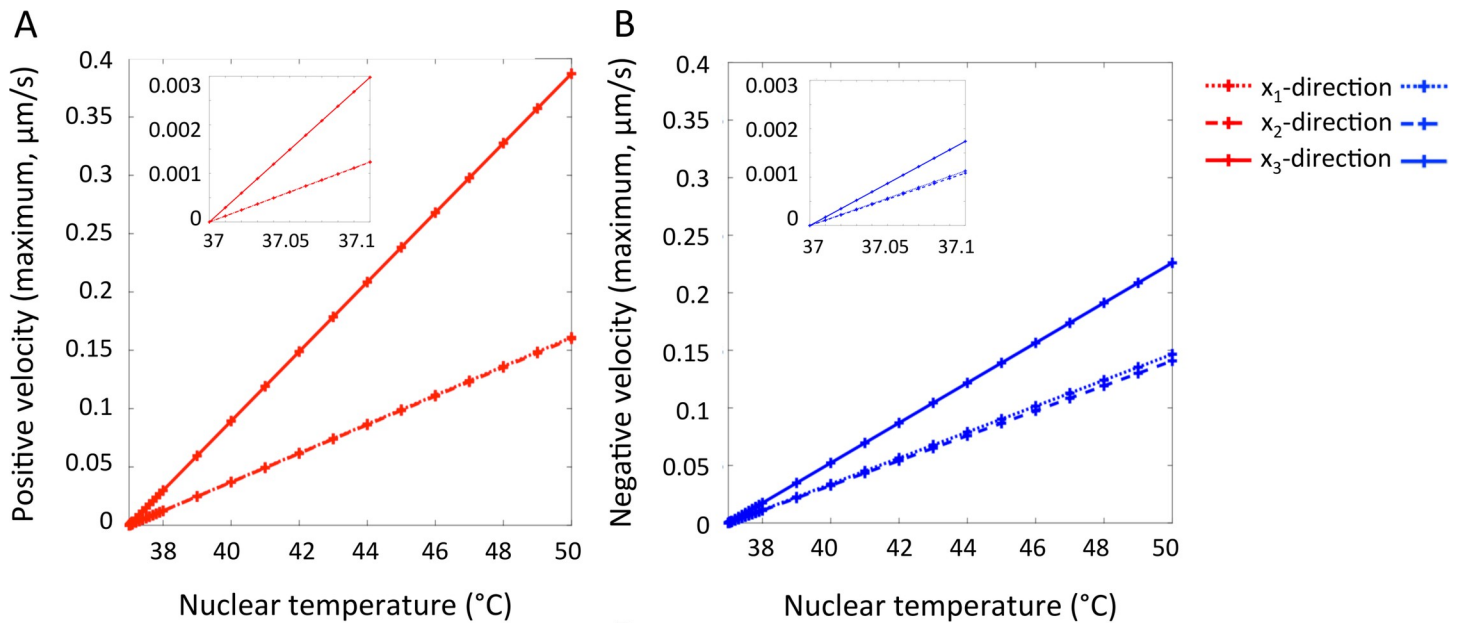 A
Positive velocity (maximum, µm/s)
0.4
0.35
0.3
0.25
0.2
0.15
0.1
0.05
0
38 40 42 44 46 48 50
Nuclear temperature (°C)
0.003
0.002
0.001
0
37 37.05 37.1
B
Negative velocity (maximum, µm/s)
0.4
0.35
0.3
0.25
0.2
0.15
0.1
0.05
0
38 40 42 44 46 48 50
Nuclear temperature (°C)
0.003
0.002
0.001
0
37 37.05 37.1
x₁-direction
x₂-direction
x₃-direction